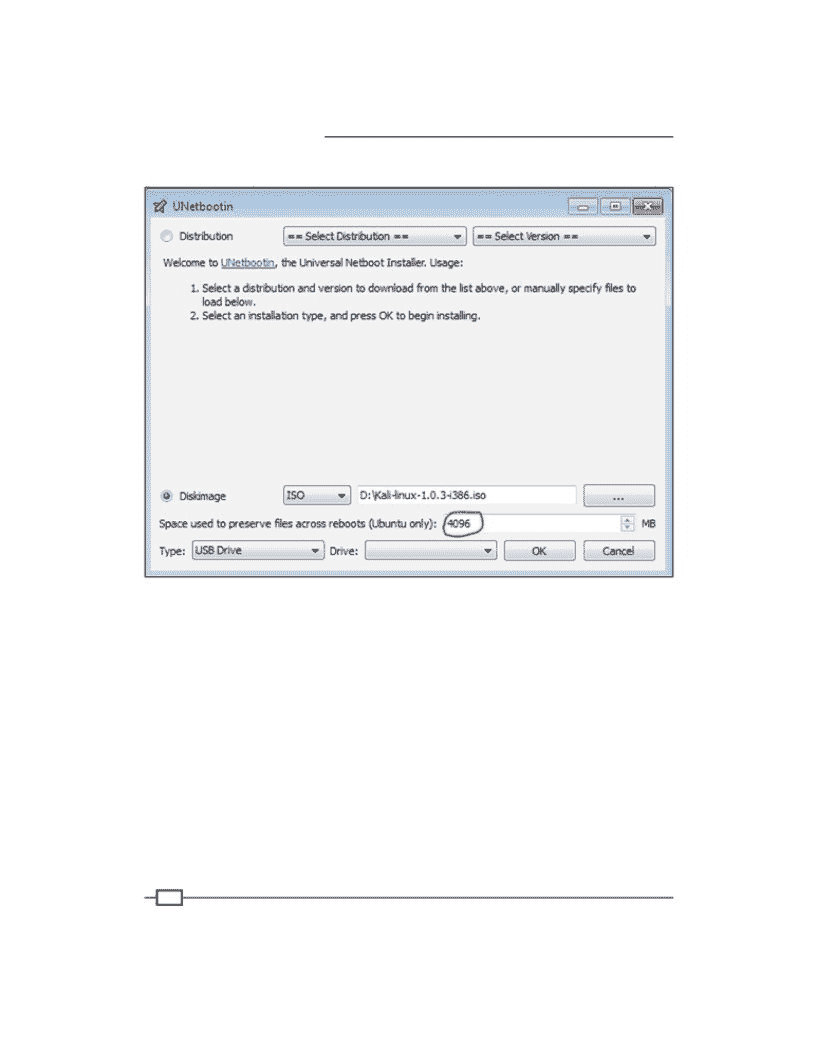 UNetbootin
Distribution == Select Distribution == == Select Version ==
Welcome to UNetbootin, the Universal Netboot Installer. Usage:
1. Select a distribution and version to download from the list above, or manually specify files to
load below.
2. Select an installation type, and press OK to begin installing.
Diskimage ISO D:\Kali-linux-1.0.3-i386.iso ...
Space used to preserve files across reboots (Ubuntu only): 4096 MB
Type: USB Drive Drive: OK Cancel